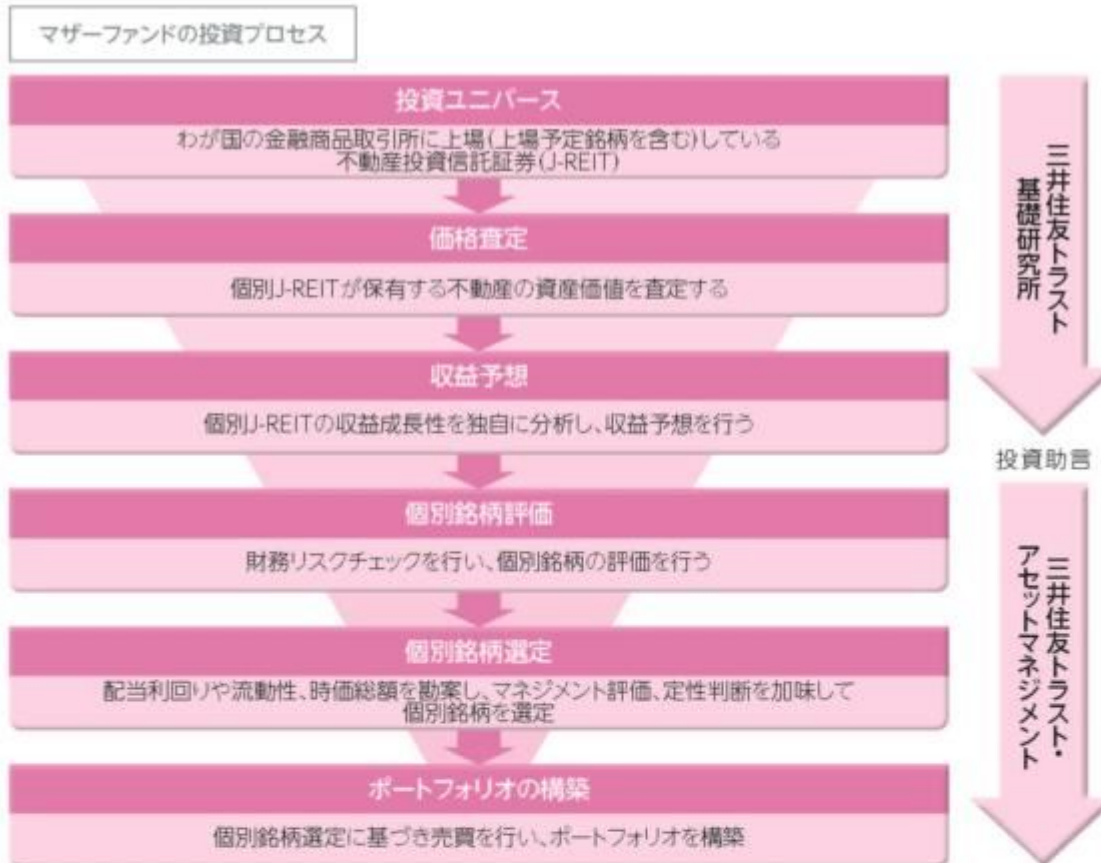 マザーファンドの投資プロセス
投資ユニバース
わが国の金融商品取引所に上場(上場予定銘柄を含む)している
不動産投資信託証券(J-REIT)
価格査定
個別J-REITが保有する不動産の資産価値を査定する
収益予想
個別J-REITの収益成長性を独自に分析し、収益予想を行う
個別銘柄評価
財務リスクチェックを行い、個別銘柄の評価を行う
個別銘柄選定
配当利回りや流動性、時価総額を勘案し、マネジメント評価、定性判断を加味して
個別銘柄を選定
ポートフォリオの構築
個別銘柄選定に基づき売買を行い、ポートフォリオを構築
三井住友トラスト
基礎研究所
投資助言
三井住友トラスト・
アセットマネジメント